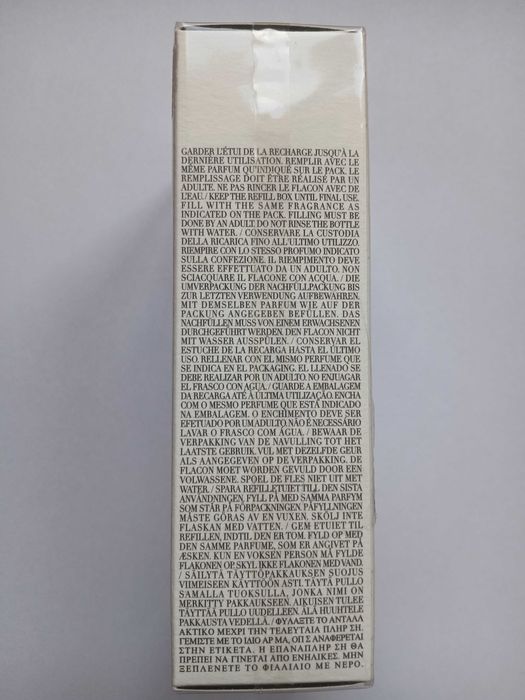 GARDER L'ÉTUI DE LA RECHARGE JUSQU'À LA
DERNIÈRE UTILISATION. REMPLIR AVEC LE
MÊME PARFUM QU'INDIQUÉ SUR LE PACK. LE
REMPLISSAGE DOIT ÊTRE RÉALISÉ PAR UN
ADULTE. NE PAS RINCER LE FLACON AVEC DE
L'EAU. / KEEP THE REFILL BOX UNTIL FINAL USE.
FILL WITH THE SAME FRAGRANCE AS
INDICATED ON THE PACK. FILLING MUST BE
DONE BY AN ADULT. DO NOT RINSE THE BOTTLE
WITH WATER. / CONSERVARE LA CUSTODIA
DELLA RICARICA FINO ALL'ULTIMO UTILIZZO.
RIEMPIRE CON LO STESSO PROFUMO INDICATO
SULLA CONFEZIONE. IL RIEMPIMENTO DEVE
ESSERE EFFETTUATO DA UN ADULTO. NON
SCIACQUARE IL FLACONE CON ACQUA. / DIE
UMVERPACKUNG DER NACHFÜLLPACKUNG BIS
ZUR LETZTEN VERWENDUNG AUFBEWAHREN.
MIT DEMSELBEN PARFUM WIE AUF DER
PACKUNG ANGEGEBEN BEFÜLLEN. DAS
NACHFÜLLEN MUSS VON EINEM ERWACHSENEN
DURCHGEFÜHRT WERDEN. DEN FLACON NICHT
MIT WASSER AUSSPÜLEN. / CONSERVAR EL
ESTUCHE DE LA RECARGA HASTA EL ÚLTIMO
USO. RELLENAR CON EL MISMO PERFUME QUE
SE INDICA EN EL PACKAGING. EL LLENADO SE
DEBE REALIZAR POR UN ADULTO. NO ENJUAGAR
EL FRASCO CON AGUA. / GUARDE A EMBALAGEM
DA RECARGA ATÉ À ÚLTIMA UTILIZAÇÃO. ENCHA
COM O MESMO PERFUME QUE ESTÁ INDICADO
NA EMBALAGEM. O ENCHIMENTO DEVE SER
EFETUADO POR UM ADULTO. NÃO É NECESSÁRIO
LAVAR O FRASCO COM ÁGUA. / BEWAAR DE
VERPAKKING VAN DE NAVULLING TOT HET
LAATSTE GEBRUIK. VUL MET DEZELFDE GEUR
ALS AANGEGEVEN OP DE VERPAKKING. DE
FLACON MOET WORDEN GEVULD DOOR EEN
VOLWASSENE. SPOEL DE FLES NIET UIT MET
WATER. / SPARA REFILLETUIET TILL DEN SISTA
ANVÄNDNINGEN. FYLL PÅ MED SAMMA PARFYM
SOM STÅR PÅ FÖRPACKNINGEN. PÅFYLLNINGEN
MÅSTE GÖRAS AV EN VUXEN. SKÖLJ INTE
FLASKAN MED VATTEN. / GEM ETUIET TIL
REFILLEN, INDTIL DEN ER TOM. FYLD OP MED
DEN SAMME PARFUME, SOM ER ANGIVET PÅ
ÆSKEN. KUN EN VOKSEN PERSON MÅ FYLDE
FLAKONEN OP. SKYL IKKE FLAKONEN MED VAND.
/ SÄILYTÄ TÄYTTÖPAKKAUKSEN SUOJUS
VIIMEISEEN KÄYTTÖÖN ASTI. TÄYTÄ PULLO
SAMALLA TUOKSULLA, JONKA NIMI ON
MERKITTY PAKKAUKSEEN. AIKUISEN TULEE
TÄYTTÄÄ PULLO UUDELLEEN. ÄLÄ HUUHTELE
PAKKAUSTA VEDELLÄ. / ΦΥΛΑΞΤΕ ΤΟ ΑΝΤΑΛΛ
ΑΚΤΙΚΟ ΜΕΧΡΙ ΤΗΝ ΤΕΛΕΥΤΑΙΑ ΠΛΗΡ ΣΗ.
ΓΕΜΙΣΤΕ ΜΕ ΤΟ ΙΔΙΟ ΑΡ ΜΑ, ΟΠ Σ ΑΝΑΦΕΡΕΤΑΙ
ΣΤΗΝ ΕΤΙΚΕΤΑ. Η ΕΠΑΝΑΠΛΗΡ ΣΗ ΘΑ
ΠΡΕΠΕΙ ΝΑ ΓΙΝΕΤΑΙ ΑΠΟ ΕΝΗΛΙΚΕΣ. ΜΗΝ
ΞΕΠΛΕΝΕΤΕ ΤΟ ΦΙΑΛΙΔΙΟ ΜΕ ΝΕΡΟ.